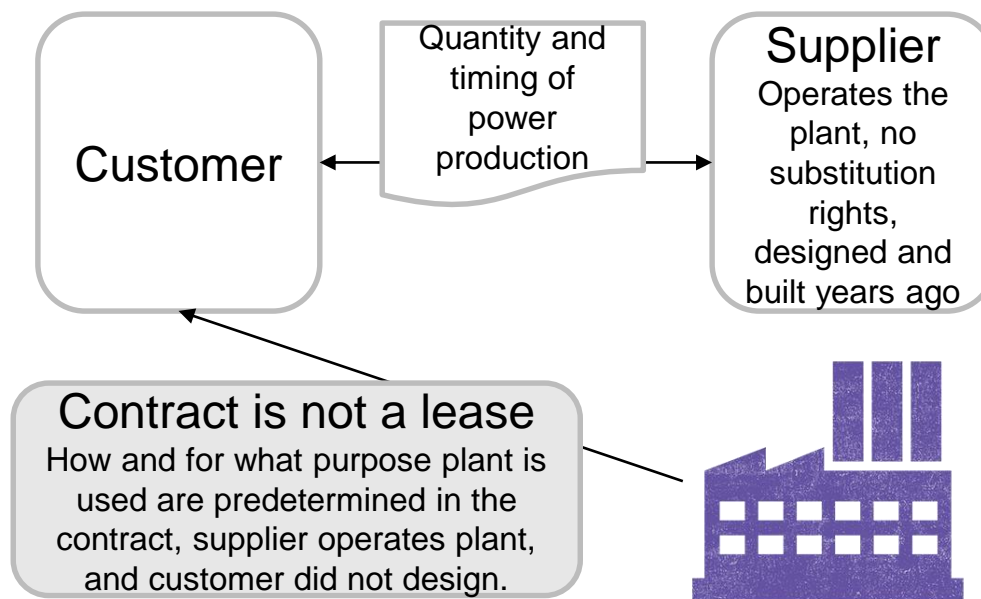 Customer
Quantity and
timing of
power
production
Supplier
Operates the
plant, no
substitution
rights,
designed and
built years ago
Contract is not a lease
How and for what purpose plant is
used are predetermined in the
contract, supplier operates plant,
and customer did not design.